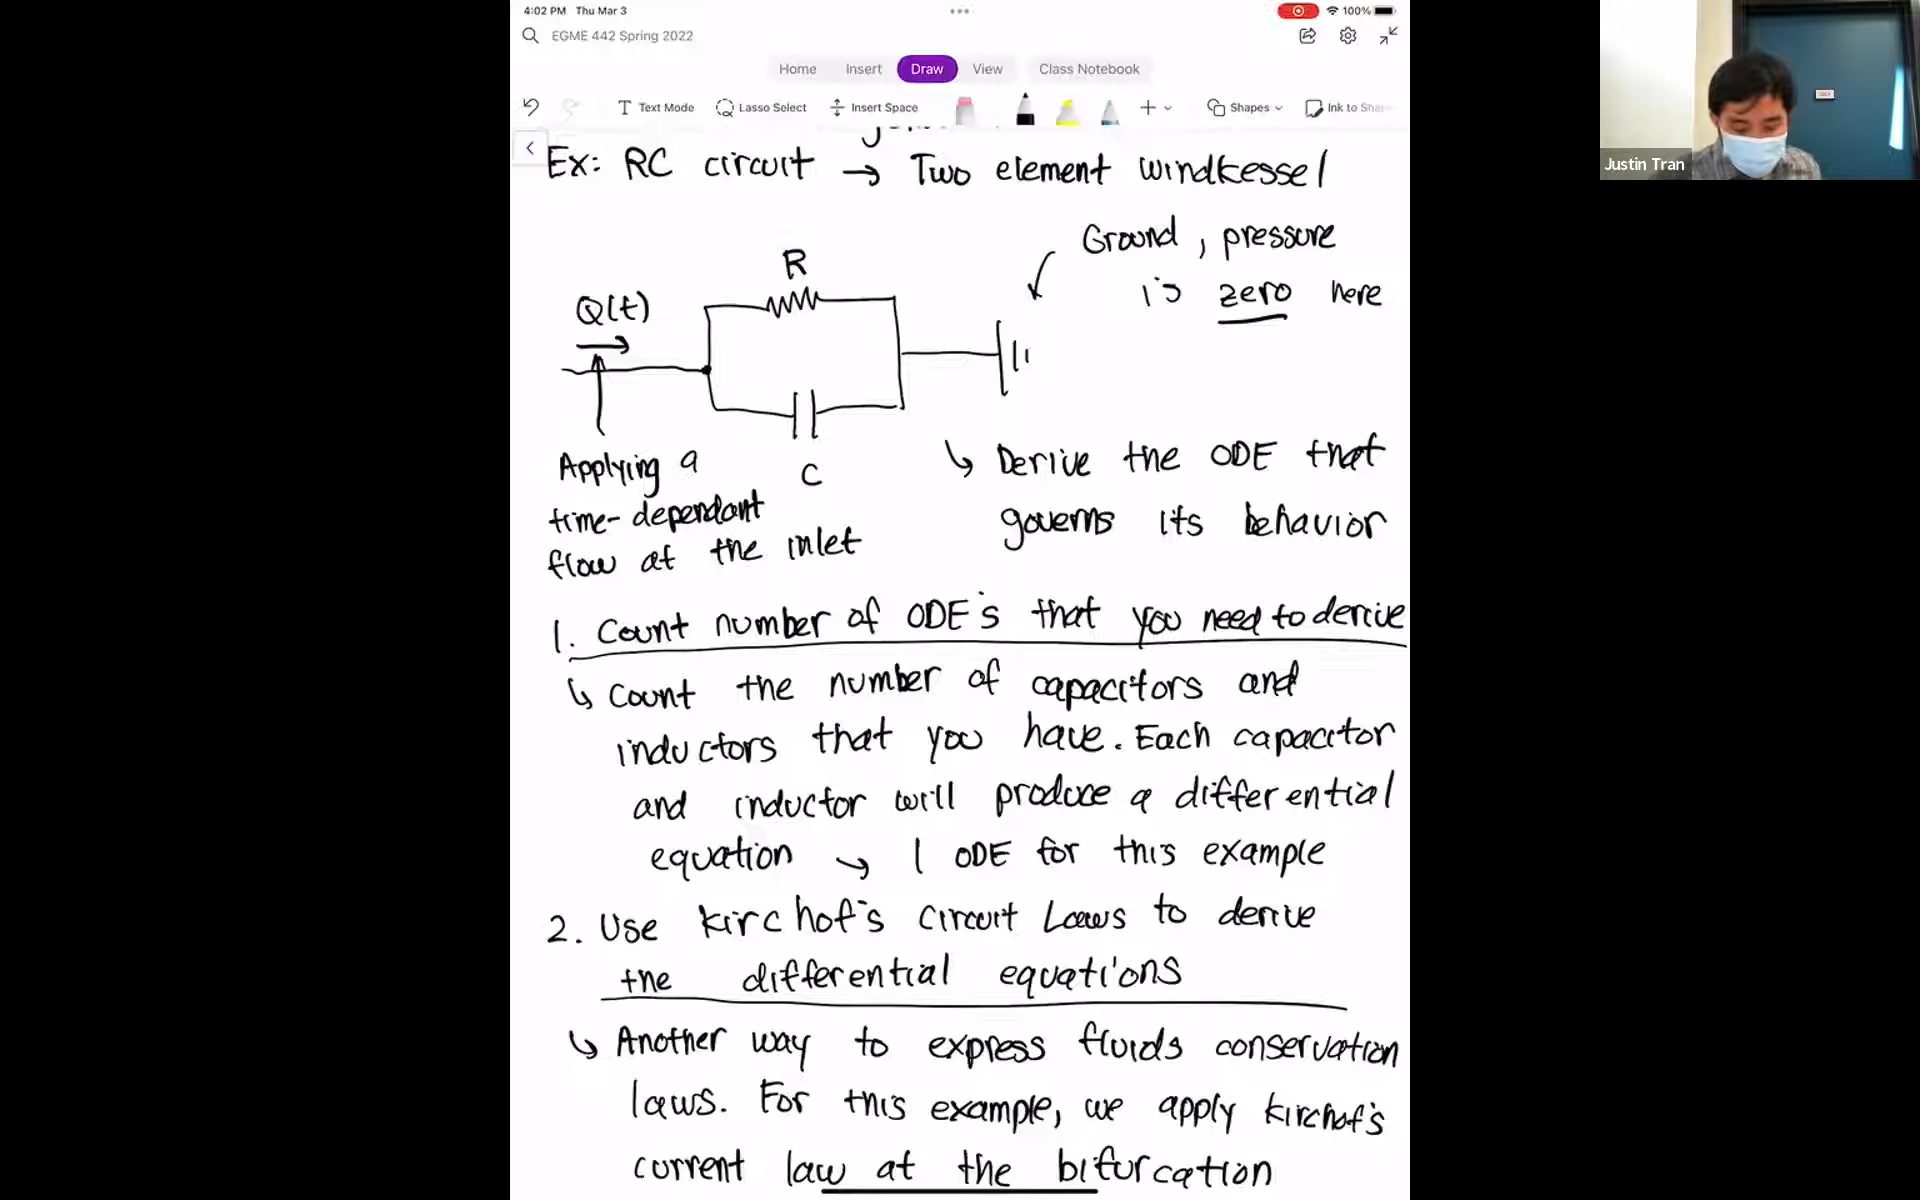 4:02 PM Thu Mar 3
100%
EGME 442 Spring 2022
Home Insert Draw View Class Notebook
Text Mode Lasso Select Insert Space Shapes Ink to Sha
Ex: RC circuit → Two element windkessel
Ground, pressure
is zero here
R
Q(t)
C
Applying a
time-dependant
flow at the inlet
↳ Derive the ODE that
governs its behavior
1. Count number of ODE's that you need to derive
↳ Count the number of capacitors and
inductors that you have. Each capacitor
and inductor will produce a differential
equation → 1 ODE for this example
2. Use Kirchof's Circuit Laws to derive
the differential equations
↳ Another way to express fluids conservation
laws. For this example, we apply Kirchof's
current law at the bifurcation
Justin Tran